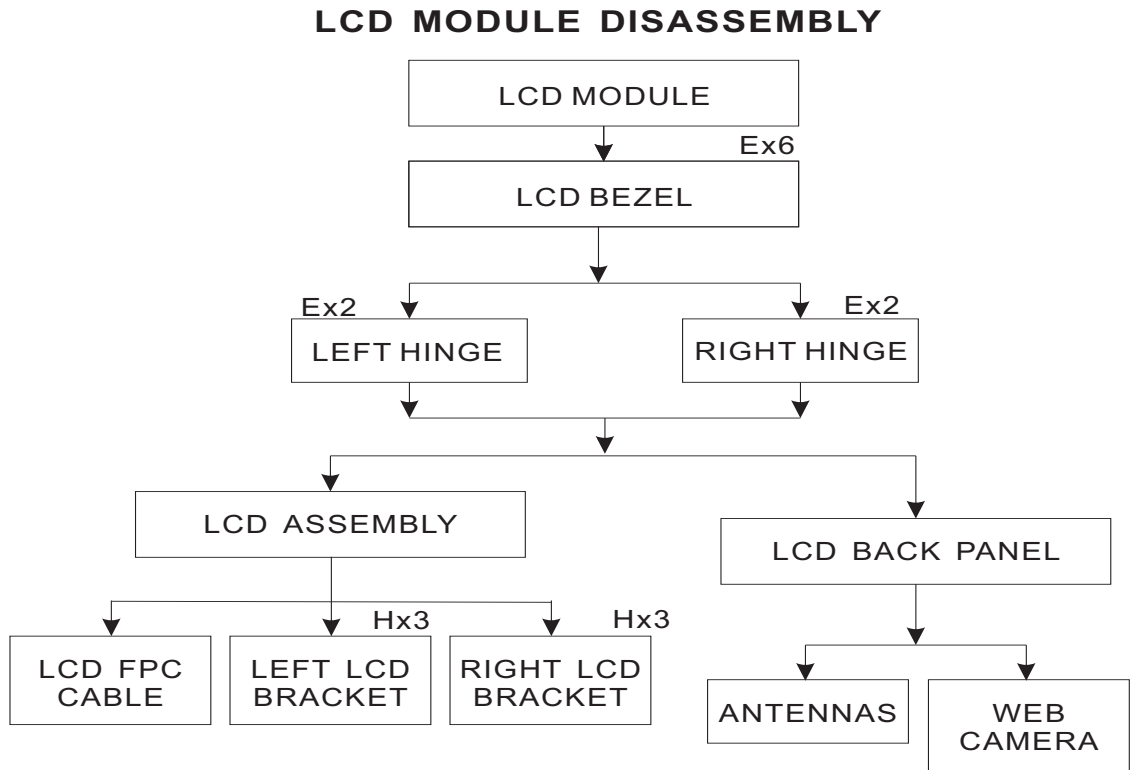 LCD MODULE DISASSEMBLY
LCD MODULE
Ex6
LCD BEZEL
Ex2
Ex2
LEFT HINGE
RIGHT HINGE
LCD ASSEMBLY
LCD BACK PANEL
Hx3
Hx3
LCD FPC
CABLE
LEFT LCD
BRACKET
RIGHT LCD
BRACKET
ANTENNAS
WEB
CAMERA